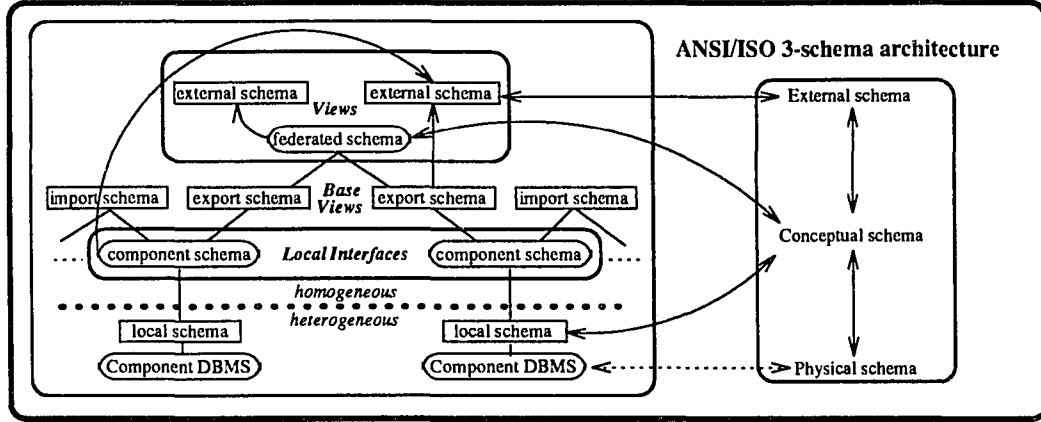 ANSI/ISO 3-schema architecture
external schema
external schema
External schema
Views
federated schema
import schema
export schema
Base
Views
export schema
import schema
Conceptual schema
component schema
Local Interfaces
component schema
homogeneous
heterogeneous
local schema
local schema
Component DBMS
Component DBMS
Physical schema